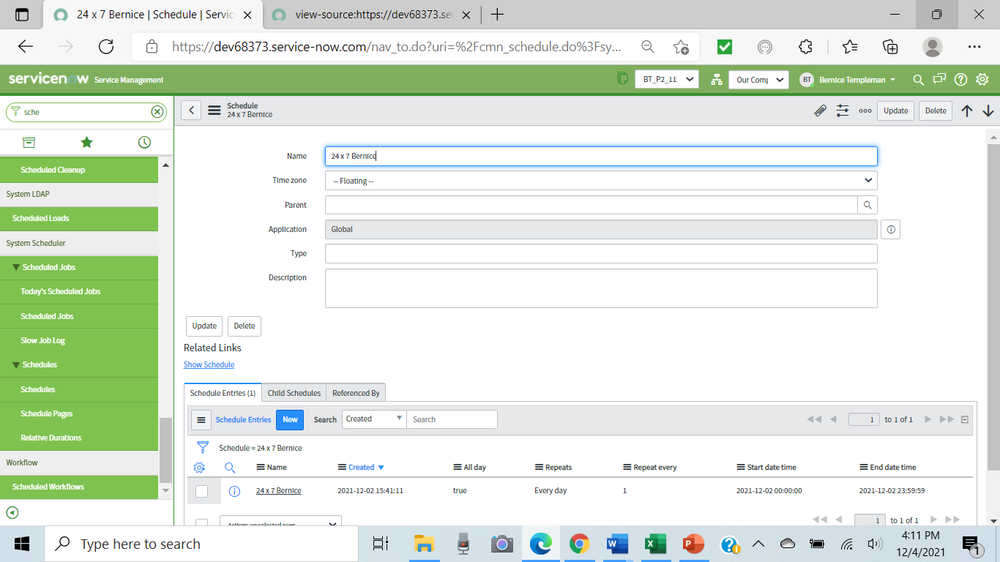 24 x 7 Bernice | Schedule | Servic
view-source:https://dev68373.se
https://dev68373.service-now.com/nav_to.do?uri=%2Fcmn_schedule.do%3Fsy...
servicenow Service Management
BT_P2_11
Our Comp
BT Bernice Templeman
sche
Schedule
24 x 7 Bernice
Update
Delete
Scheduled Cleanup
System LDAP
Scheduled Loads
System Scheduler
Scheduled Jobs
Today's Scheduled Jobs
Scheduled Jobs
Slow Job Log
Schedules
Schedules
Schedule Pages
Relative Durations
Workflow
Scheduled Workflows
Name 24 x 7 Bernice
Time zone -- Floating --
Parent
Application Global
Type
Description
Update Delete
Related Links
Show Schedule
Schedule Entries (1) Child Schedules Referenced By
Schedule Entries New Search Created Search 1 to 1 of 1
Schedule = 24 x 7 Bernice
Name Created All day Repeats Repeat every Start date time End date time
24 x 7 Bernice 2021-12-02 15:41:11 true Every day 1 2021-12-02 00:00:00 2021-12-02 23:59:59
Actions on selected rows... 1 to 1 of 1
Type here to search
4:11 PM
12/4/2021
1